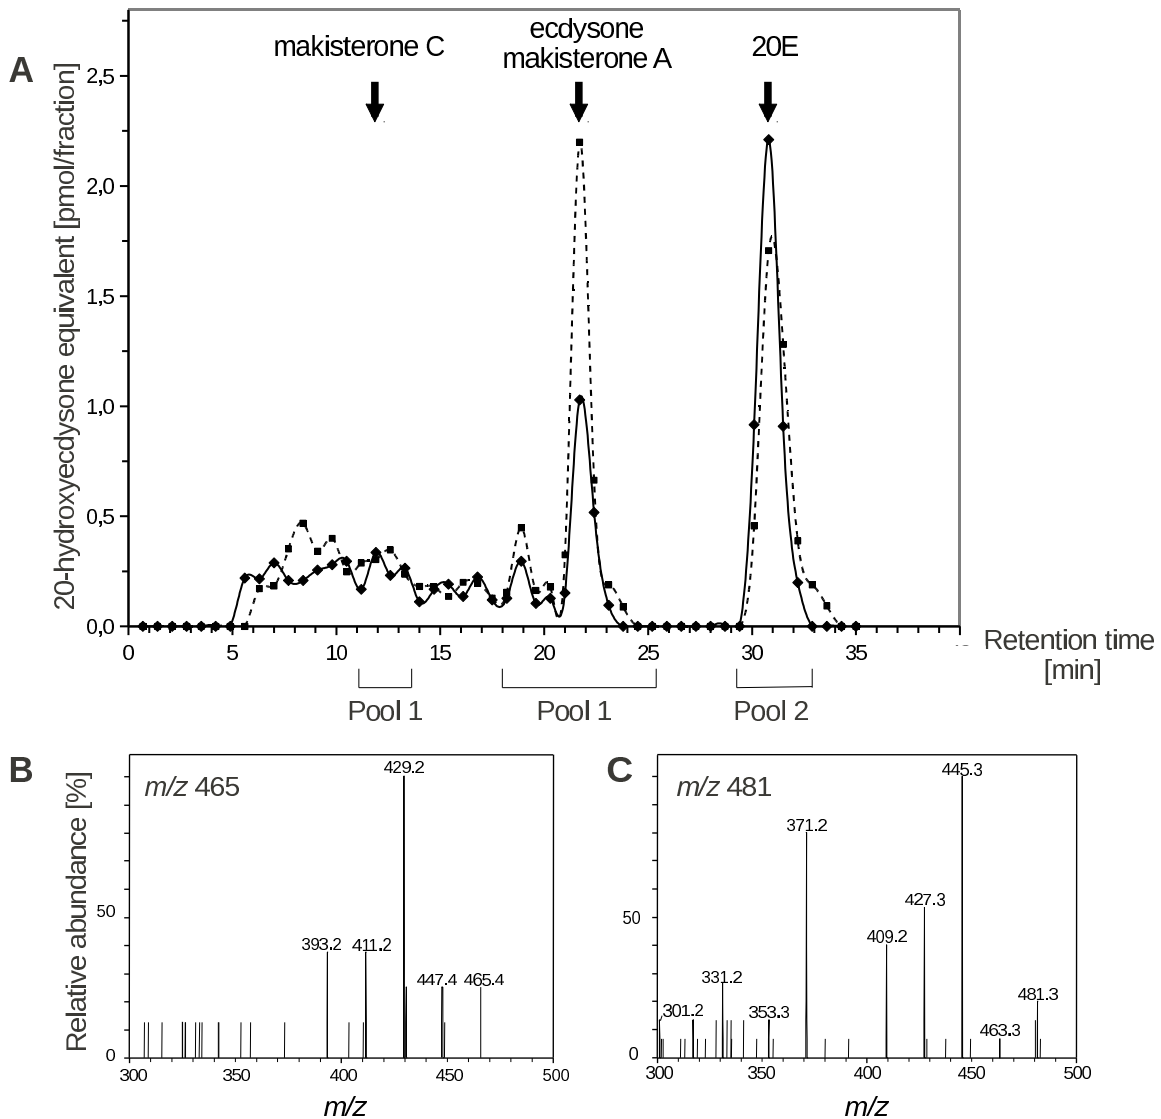 A
makisterone C
ecdysone
makisterone A
20E
20-hydroxyecdysone equivalent [pmol/fraction]
2,5
2,0
1,5
1,0
0,5
0,0
0 5 10 15 20 25 30 35
Retention time
[min]
Pool 1 Pool 1 Pool 2
B
m/z 465
Relative abundance [%]
50
0
429.2
393.2 411.2
447.4 465.4
300 350 400 450 500
m/z
C
m/z 481
50
0
445.3
371.2
427.3
409.2
331.2
481.3
301.2 353.3
463.3
300 350 400 450 500
m/z